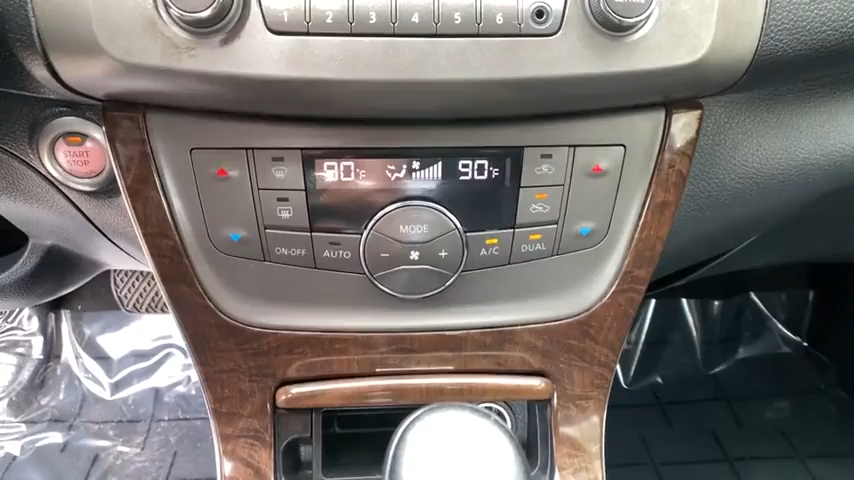 1 2 3 4 5 6
START
STOP
90°F 90°F
MODE
ON·OFF AUTO A/C DUAL